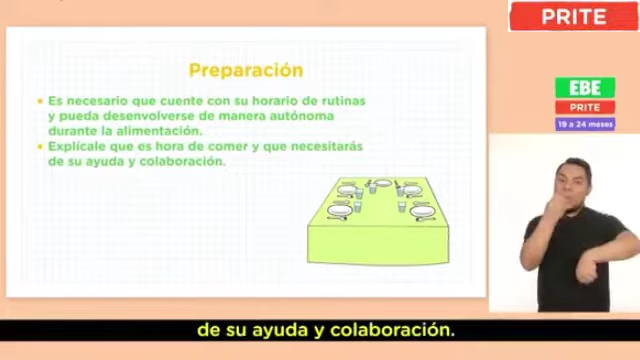 PRITE
Preparación
Es necesario que cuente con su horario de rutinas
y pueda desenvolverse de manera autónoma
durante la alimentación.
Explícale que es hora de comer y que necesitarás
de su ayuda y colaboración.
EBE
PRITE
19 a 24 meses
de su ayuda y colaboración.